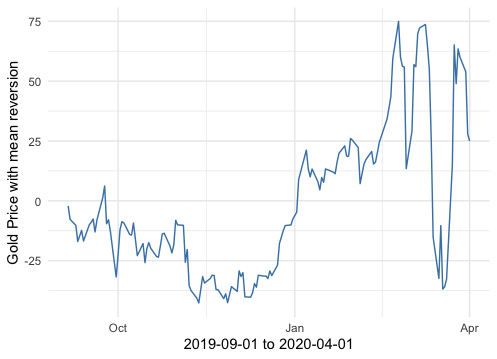 Gold Price with mean reversion
75
50
25
0
-25
Oct
Jan
Apr
2019-09-01 to 2020-04-01